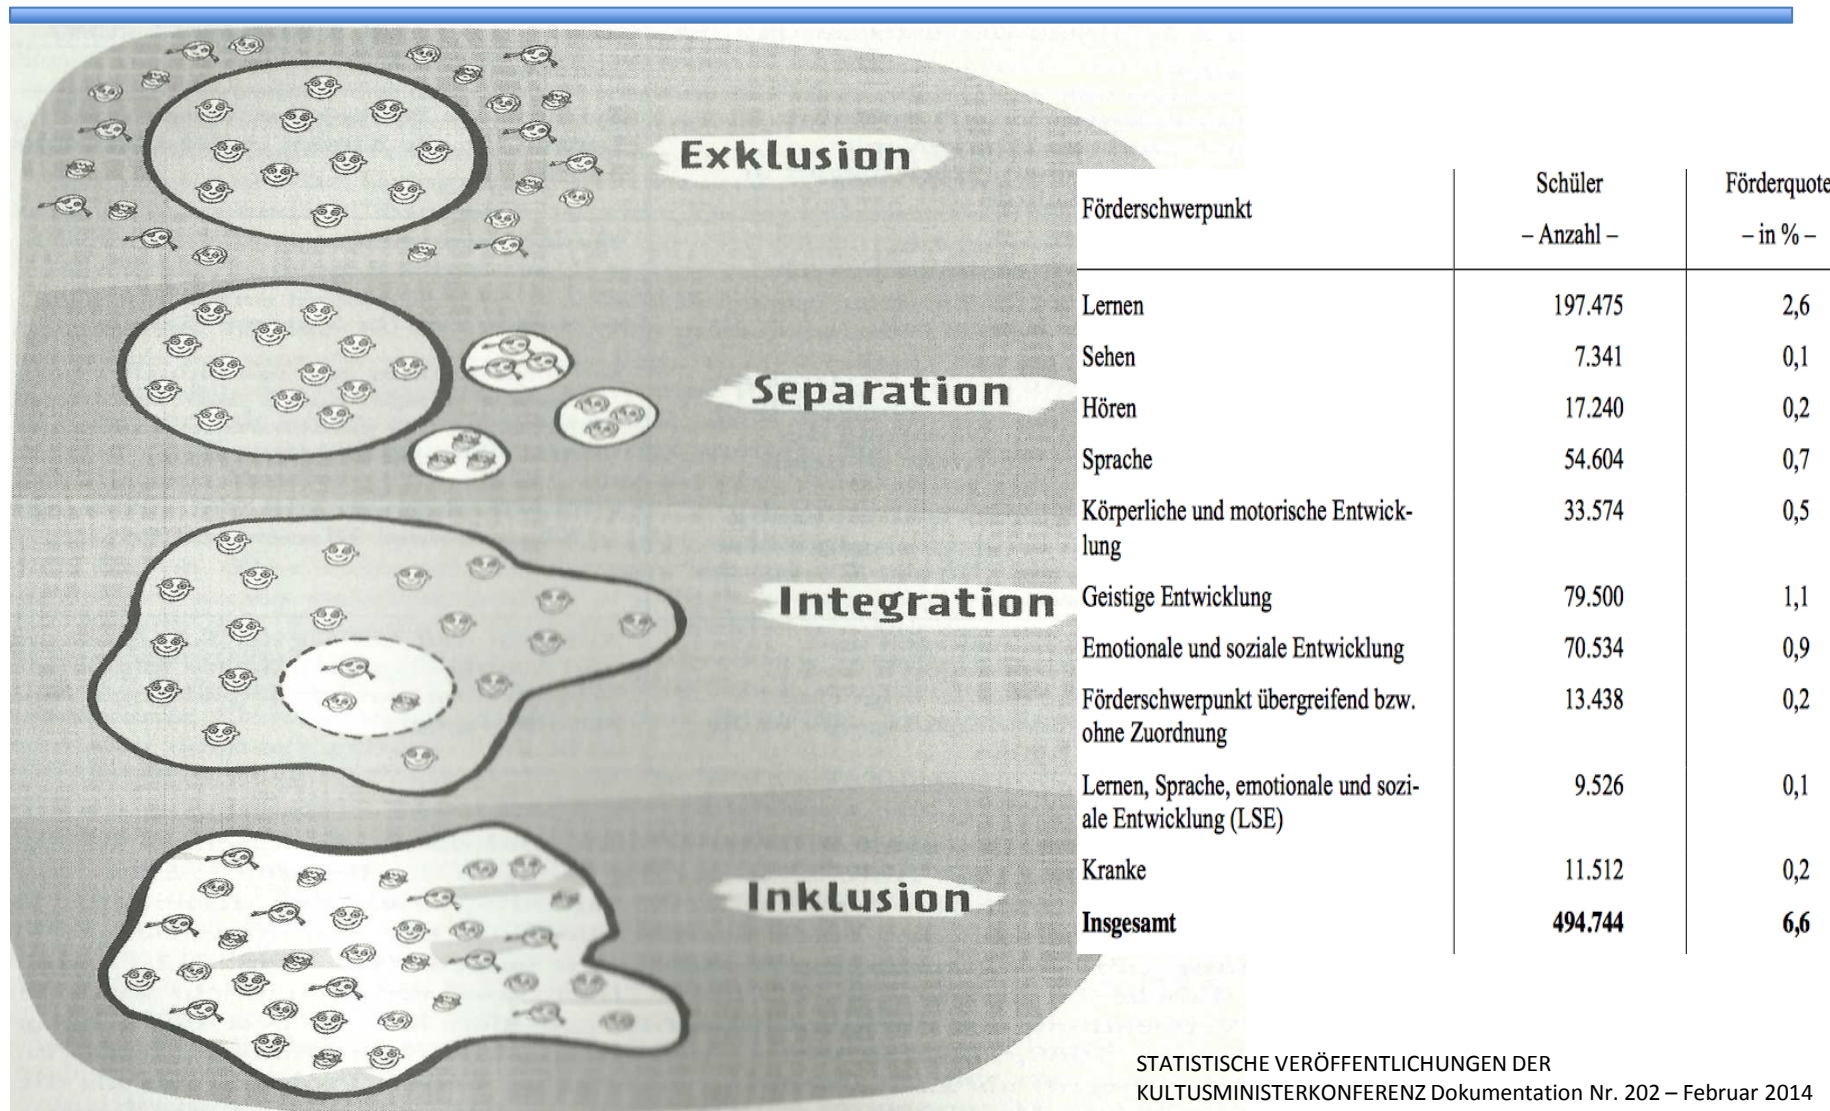 Exklusion
Separation
Integration
Inklusion
Förderschwerpunkt
Schüler
– Anzahl –
Förderquote
– in % –
Lernen 197.475 2,6
Sehen 7.341 0,1
Hören 17.240 0,2
Sprache 54.604 0,7
Körperliche und motorische Entwick- 33.574 0,5
lung
Geistige Entwicklung 79.500 1,1
Emotionale und soziale Entwicklung 70.534 0,9
Förderschwerpunkt übergreifend bzw. 13.438 0,2
ohne Zuordnung
Lernen, Sprache, emotionale und sozi- 9.526 0,1
ale Entwicklung (LSE)
Kranke 11.512 0,2
Insgesamt 494.744 6,6
STATISTISCHE VERÖFFENTLICHUNGEN DER
KULTUSMINISTERKONFERENZ Dokumentation Nr. 202 – Februar 2014